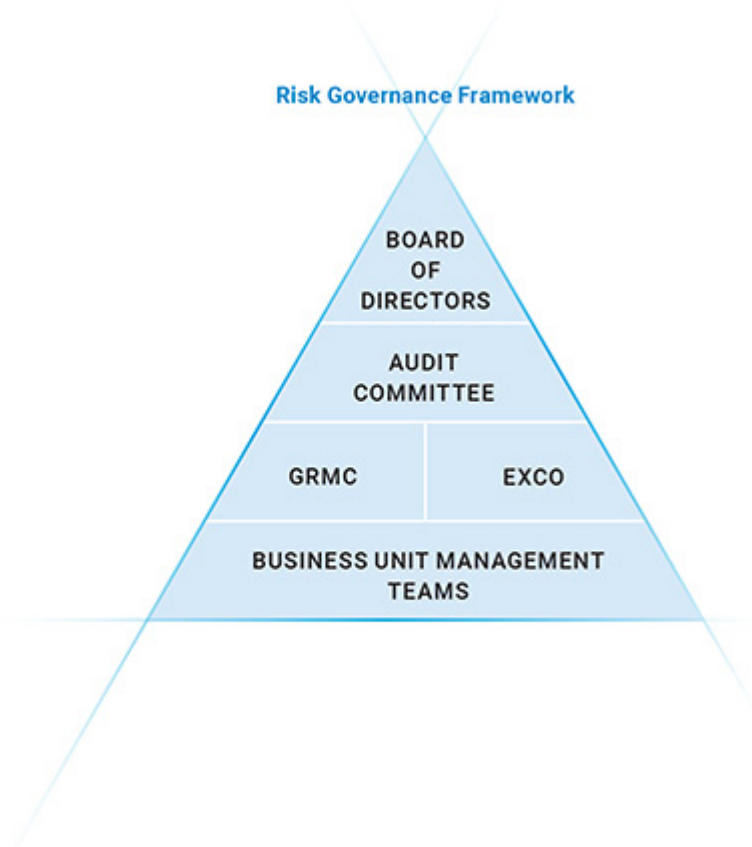 Risk Governance Framework
BOARD
OF
DIRECTORS
AUDIT
COMMITTEE
GRMC
EXCO
BUSINESS UNIT MANAGEMENT
TEAMS